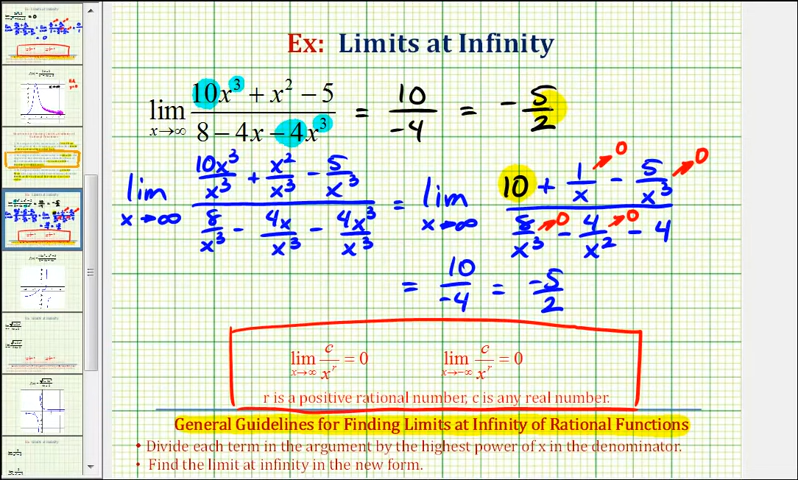 Ex: Limits at Infinity
lim x→∞ (10x³ + x² − 5)/(8 − 4x − 4x³) = 10/−4 = −5/2
lim x→∞ (10x³/x³ + x²/x³ − 5/x³)/(8/x³ − 4x/x³ − 4x³/x³) = lim x→∞ (10 + 1/x →0 − 5/x³ →0)/(8/x³ →0 − 4/x² →0 − 4)
= 10/−4 = −5/2
lim x→∞ c/xʳ = 0 lim x→−∞ c/xʳ = 0
r is a positive rational number, c is any real number.
General Guidelines for Finding Limits at Infinity of Rational Functions
• Divide each term in the argument by the highest power of x in the denominator.
• Find the limit at infinity in the new form.